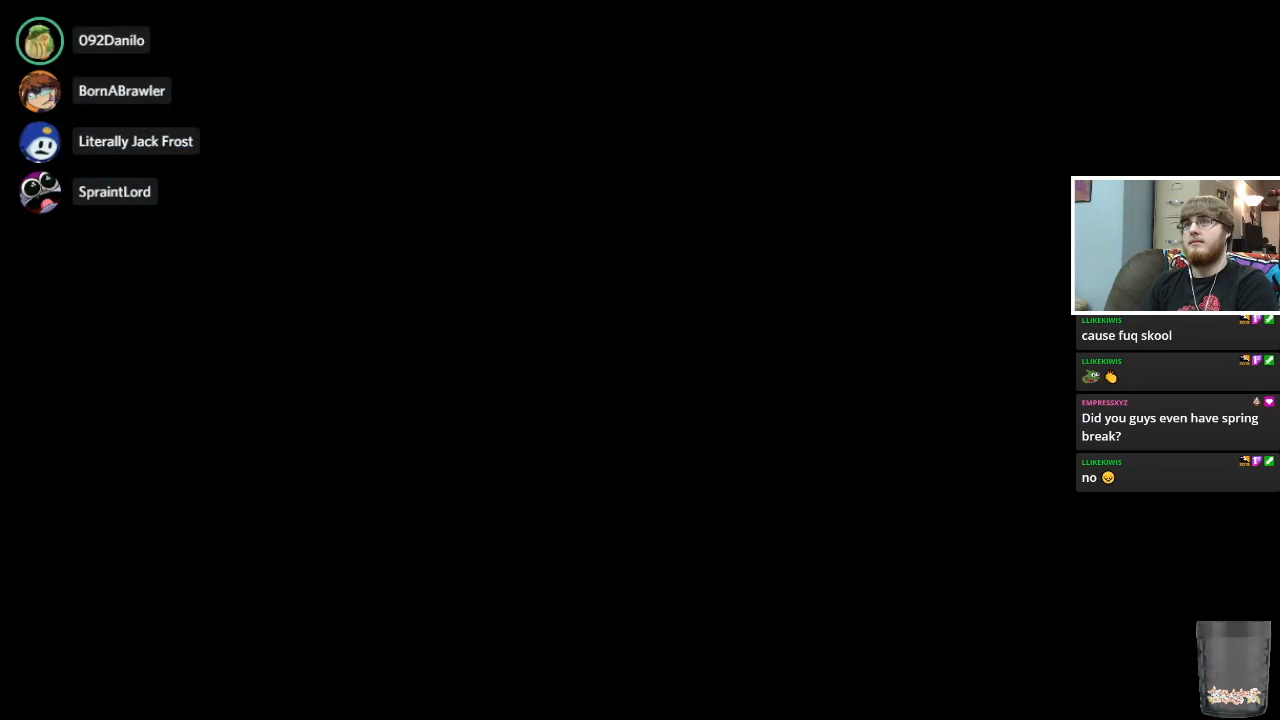 092Danilo
BornABrawler
Literally Jack Frost
SpraintLord
LLIKEKIWIS
cause fuq skool
LLIKEKIWIS
EMPRESSXYZ
Did you guys even have spring
break?
LLIKEKIWIS
no